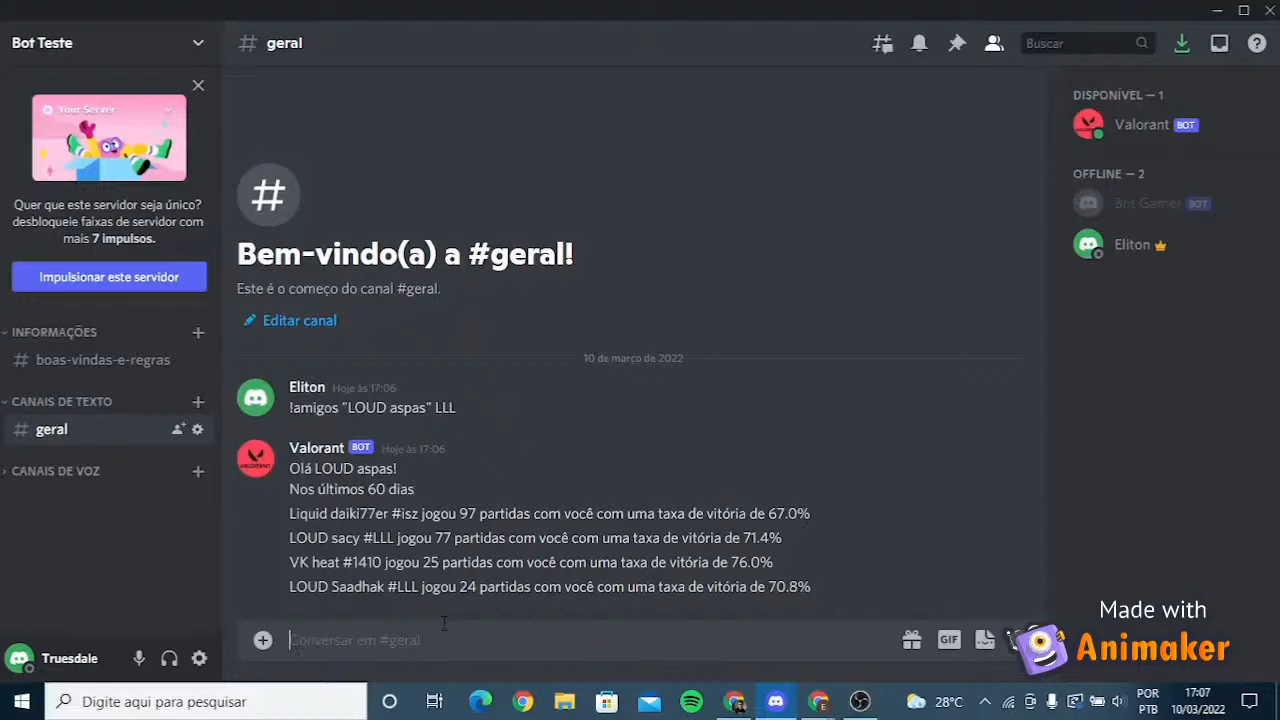 Bot Teste
geral
Buscar
Your Server
Quer que este servidor seja único?
desbloqueie faixas de servidor com
mais 7 impulsos.
Impulsionar este servidor
INFORMAÇÕES
boas-vindas-e-regras
CANAIS DE TEXTO
geral
CANAIS DE VOZ
Truesdale
Bem-vindo(a) a #geral!
Este é o começo do canal #geral.
Editar canal
10 de março de 2022
Eliton Hoje às 17:06
!amigos "LOUD aspas" LLL
Valorant BOT Hoje às 17:06
Olá LOUD aspas!
Nos últimos 60 dias
Liquid daiki77er #isz jogou 97 partidas com você com uma taxa de vitória de 67.0%
LOUD sacy #LLL jogou 77 partidas com você com uma taxa de vitória de 71.4%
VK heat #1410 jogou 25 partidas com você com uma taxa de vitória de 76.0%
LOUD Saadhak #LLL jogou 24 partidas com você com uma taxa de vitória de 70.8%
Conversar em #geral
GIF
DISPONÍVEL — 1
Valorant BOT
OFFLINE — 2
Bot Gamer BOT
Eliton
Made with
Animaker
Digite aqui para pesquisar
28°C
POR
PTB
17:07
10/03/2022